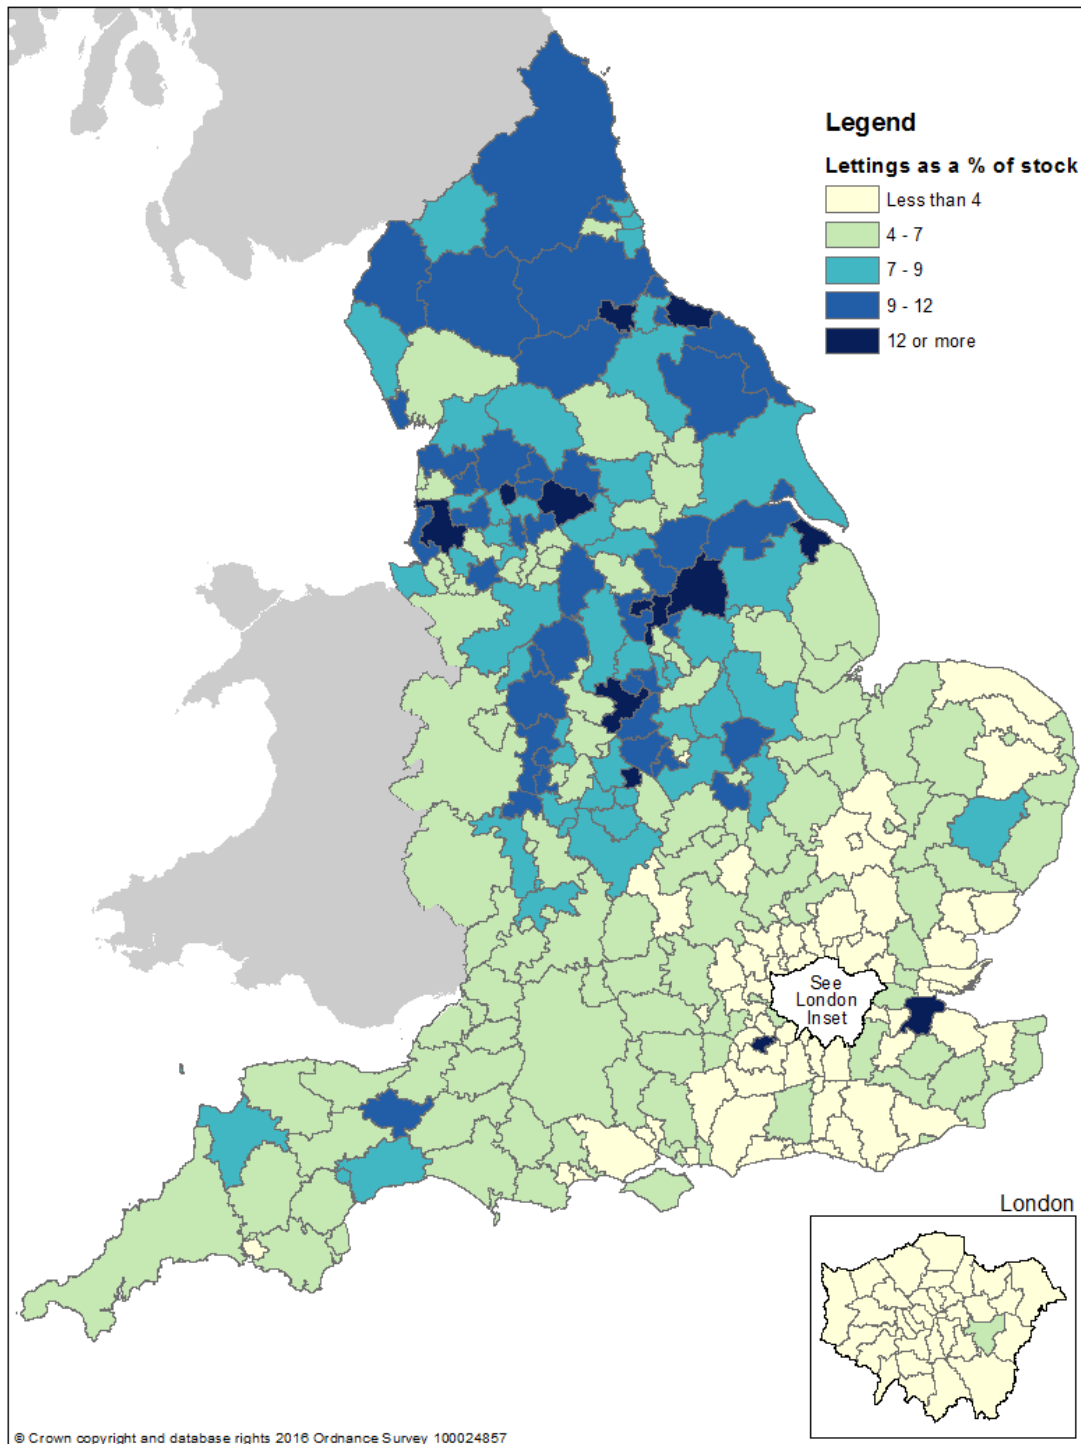 Legend
Lettings as a % of stock
Less than 4
4 - 7
7 - 9
9 - 12
12 or more
See
London
Inset
London
© Crown copyright and database rights 2016 Ordnance Survey 100024857